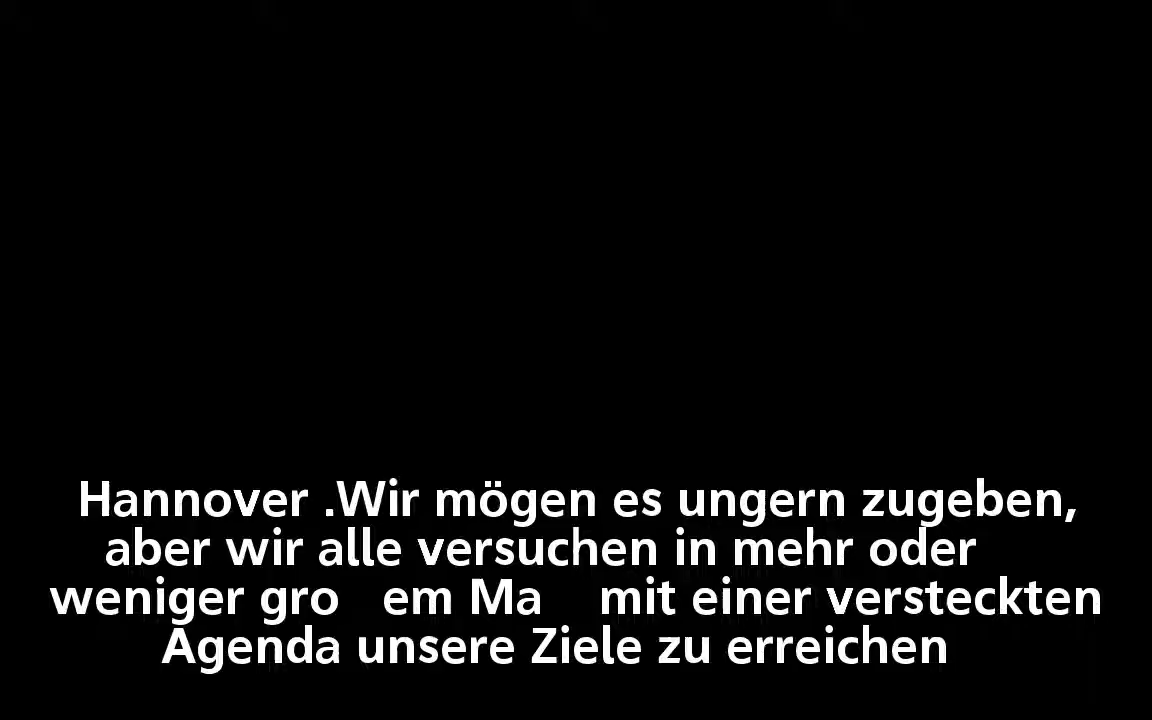 Hannover .Wir mögen es ungern zugeben,
aber wir alle versuchen in mehr oder
weniger gro em Ma mit einer versteckten
Agenda unsere Ziele zu erreichen